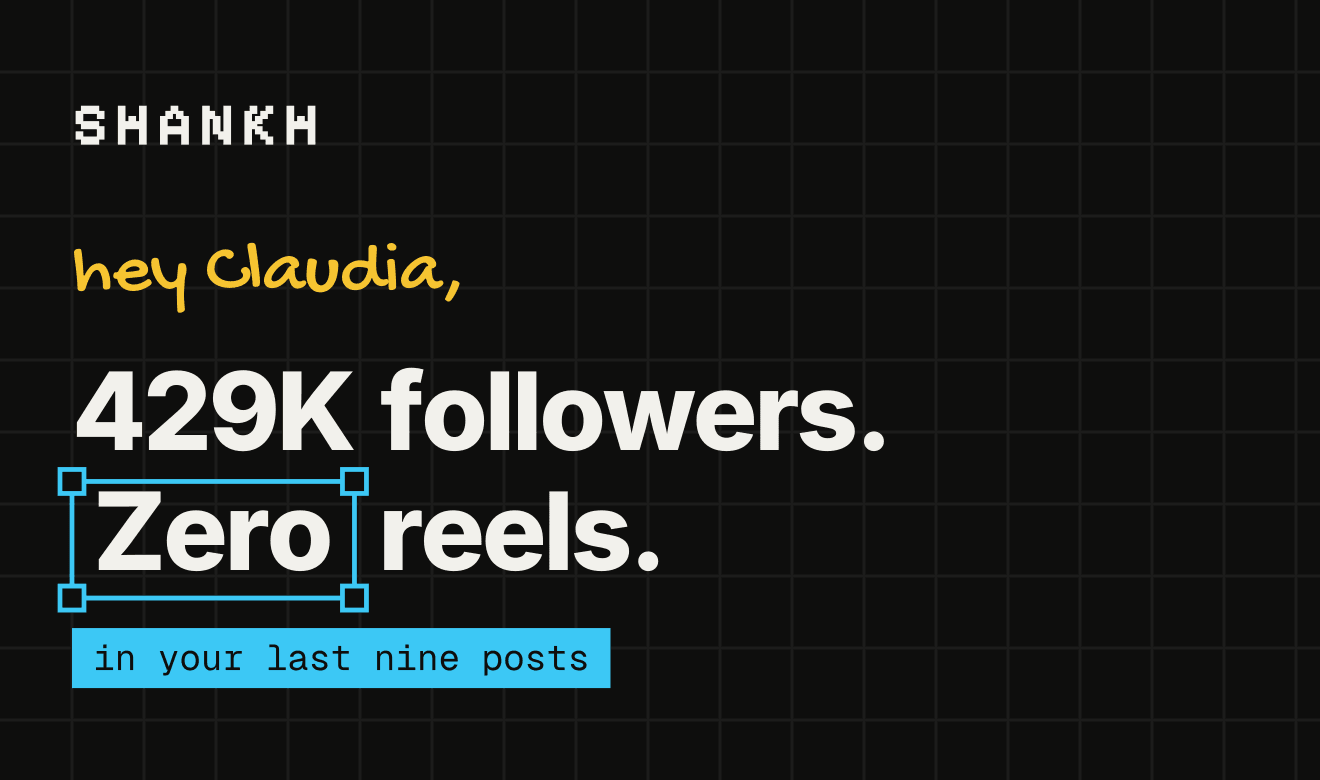 SHANKH
hey Claudia,
429K followers.
Zero reels.
in your last nine posts